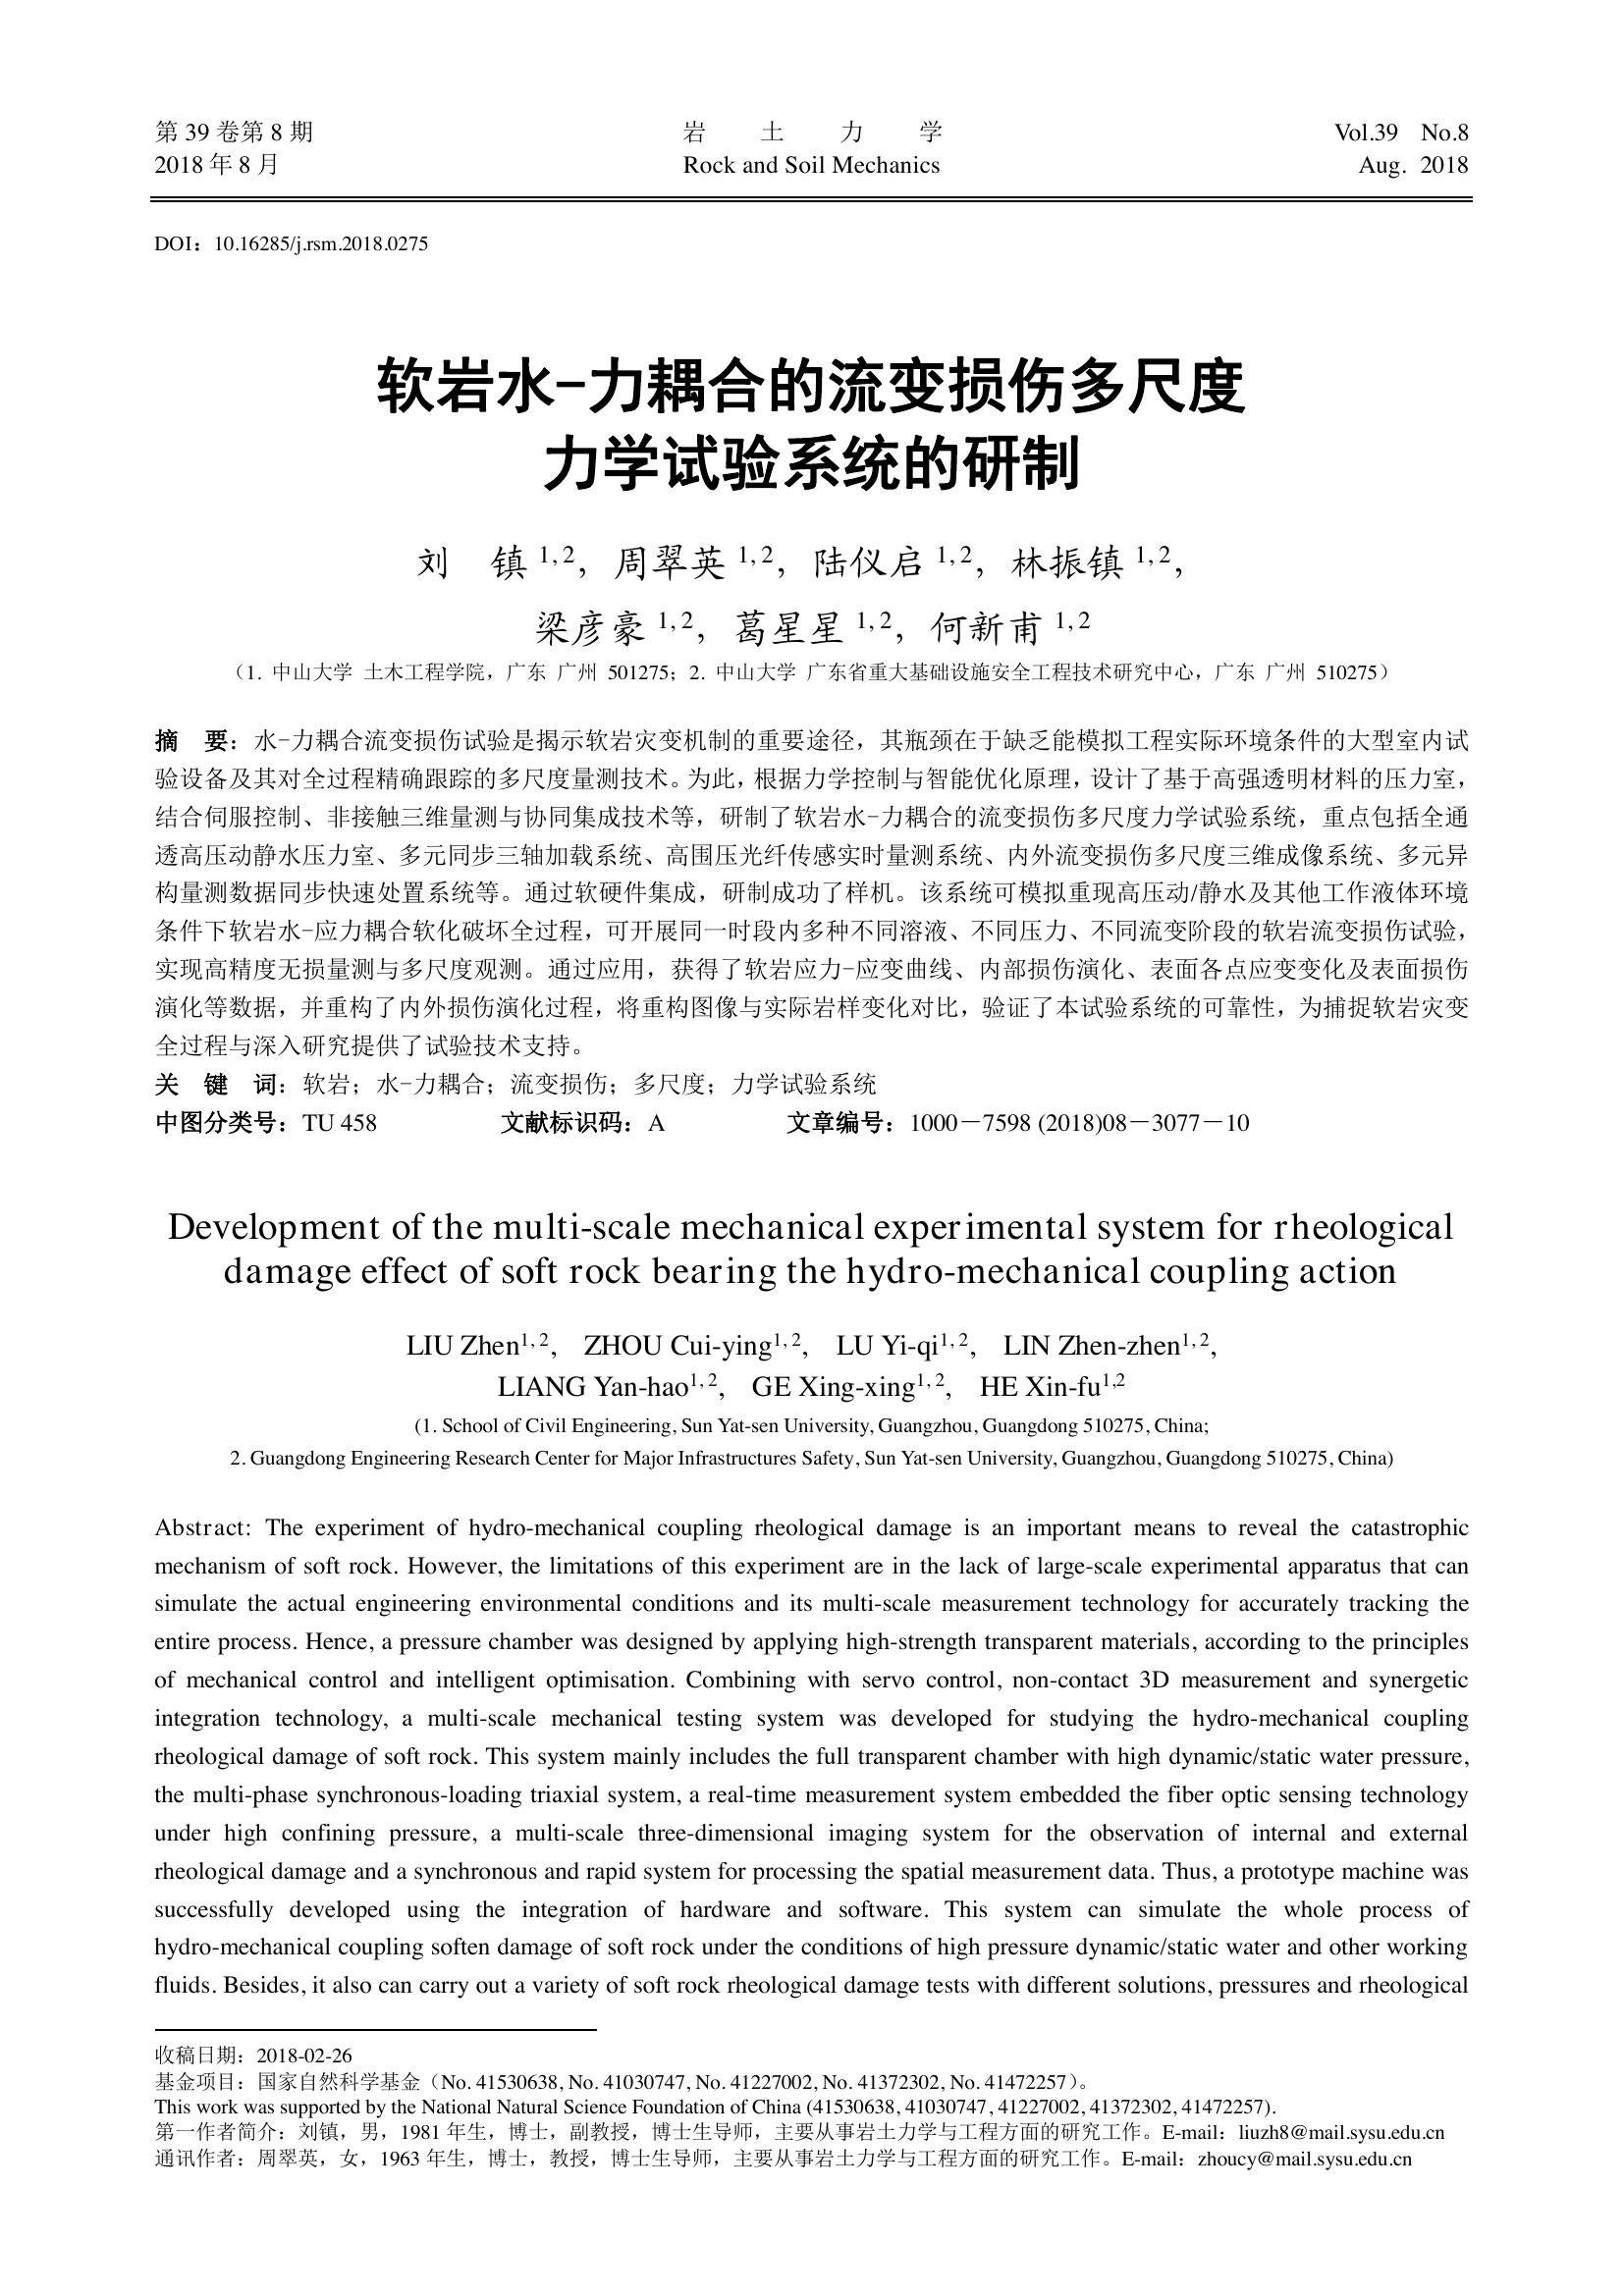 第 39 卷第 8 期 岩 土 力 学 Vol.39 No.8
2018 年 8 月 Rock and Soil Mechanics Aug. 2018
DOI：10.16285/j.rsm.2018.0275
软岩水-力耦合的流变损伤多尺度
力学试验系统的研制
刘 镇 1, 2，周翠英 1, 2，陆仪启 1, 2，林振镇 1, 2，
梁彦豪 1, 2，葛星星 1, 2，何新甫 1, 2
（1. 中山大学 土木工程学院，广东 广州 501275；2. 中山大学 广东省重大基础设施安全工程技术研究中心，广东 广州 510275）
摘 要：水-力耦合流变损伤试验是揭示软岩灾变机制的重要途径，其瓶颈在于缺乏能模拟工程实际环境条件的大型室内试
验设备及其对全过程精确跟踪的多尺度量测技术。为此，根据力学控制与智能优化原理，设计了基于高强透明材料的压力室，
结合伺服控制、非接触三维量测与协同集成技术等，研制了软岩水-力耦合的流变损伤多尺度力学试验系统，重点包括全通
透高压动静水压力室、多元同步三轴加载系统、高围压光纤传感实时量测系统、内外流变损伤多尺度三维成像系统、多元异
构量测数据同步快速处置系统等。通过软硬件集成，研制成功了样机。该系统可模拟重现高压动/静水及其他工作液体环境
条件下软岩水-应力耦合软化破坏全过程，可开展同一时段内多种不同溶液、不同压力、不同流变阶段的软岩流变损伤试验，
实现高精度无损量测与多尺度观测。通过应用，获得了软岩应力-应变曲线、内部损伤演化、表面各点应变变化及表面损伤
演化等数据，并重构了内外损伤演化过程，将重构图像与实际岩样变化对比，验证了本试验系统的可靠性，为捕捉软岩灾变
全过程与深入研究提供了试验技术支持。
关 键 词：软岩；水-力耦合；流变损伤；多尺度；力学试验系统
中图分类号：TU 458 文献标识码：A 文章编号：1000－7598 (2018)08－3077－10
Development of the multi-scale mechanical experimental system for rheological
damage effect of soft rock bearing the hydro-mechanical coupling action
LIU Zhen1, 2, ZHOU Cui-ying1, 2, LU Yi-qi1, 2, LIN Zhen-zhen1, 2,
LIANG Yan-hao1, 2, GE Xing-xing1, 2, HE Xin-fu1,2
(1. School of Civil Engineering, Sun Yat-sen University, Guangzhou, Guangdong 510275, China;
2. Guangdong Engineering Research Center for Major Infrastructures Safety, Sun Yat-sen University, Guangzhou, Guangdong 510275, China)
Abstract: The experiment of hydro-mechanical coupling rheological damage is an important means to reveal the catastrophic
mechanism of soft rock. However, the limitations of this experiment are in the lack of large-scale experimental apparatus that can
simulate the actual engineering environmental conditions and its multi-scale measurement technology for accurately tracking the
entire process. Hence, a pressure chamber was designed by applying high-strength transparent materials, according to the principles
of mechanical control and intelligent optimisation. Combining with servo control, non-contact 3D measurement and synergetic
integration technology, a multi-scale mechanical testing system was developed for studying the hydro-mechanical coupling
rheological damage of soft rock. This system mainly includes the full transparent chamber with high dynamic/static water pressure,
the multi-phase synchronous-loading triaxial system, a real-time measurement system embedded the fiber optic sensing technology
under high confining pressure, a multi-scale three-dimensional imaging system for the observation of internal and external
rheological damage and a synchronous and rapid system for processing the spatial measurement data. Thus, a prototype machine was
successfully developed using the integration of hardware and software. This system can simulate the whole process of
hydro-mechanical coupling soften damage of soft rock under the conditions of high pressure dynamic/static water and other working
fluids. Besides, it also can carry out a variety of soft rock rheological damage tests with different solutions, pressures and rheological
收稿日期：2018-02-26
基金项目：国家自然科学基金（No. 41530638, No. 41030747, No. 41227002, No. 41372302, No. 41472257）。
This work was supported by the National Natural Science Foundation of China (41530638, 41030747, 41227002, 41372302, 41472257).
第一作者简介：刘镇，男，1981 年生，博士，副教授，博士生导师，主要从事岩土力学与工程方面的研究工作。E-mail：liuzh8@mail.sysu.edu.cn
通讯作者：周翠英，女，1963 年生，博士，教授，博士生导师，主要从事岩土力学与工程方面的研究工作。E-mail：zhoucy@mail.sysu.edu.cn